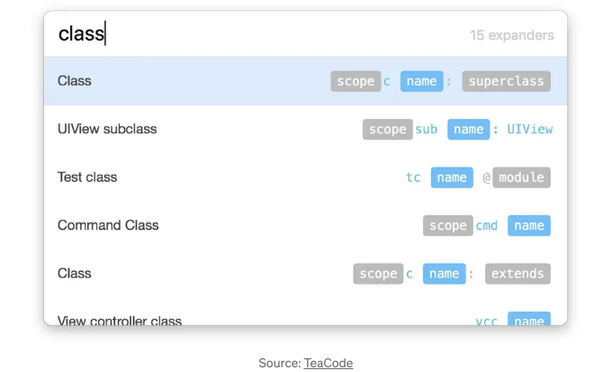 class 15 expanders
Class scope c name : superclass
UIView subclass scope sub name : UIView
Test class tc name @ module
Command Class scope cmd name
Class scope c name : extends
View controller class vcc name
Source: TeaCode